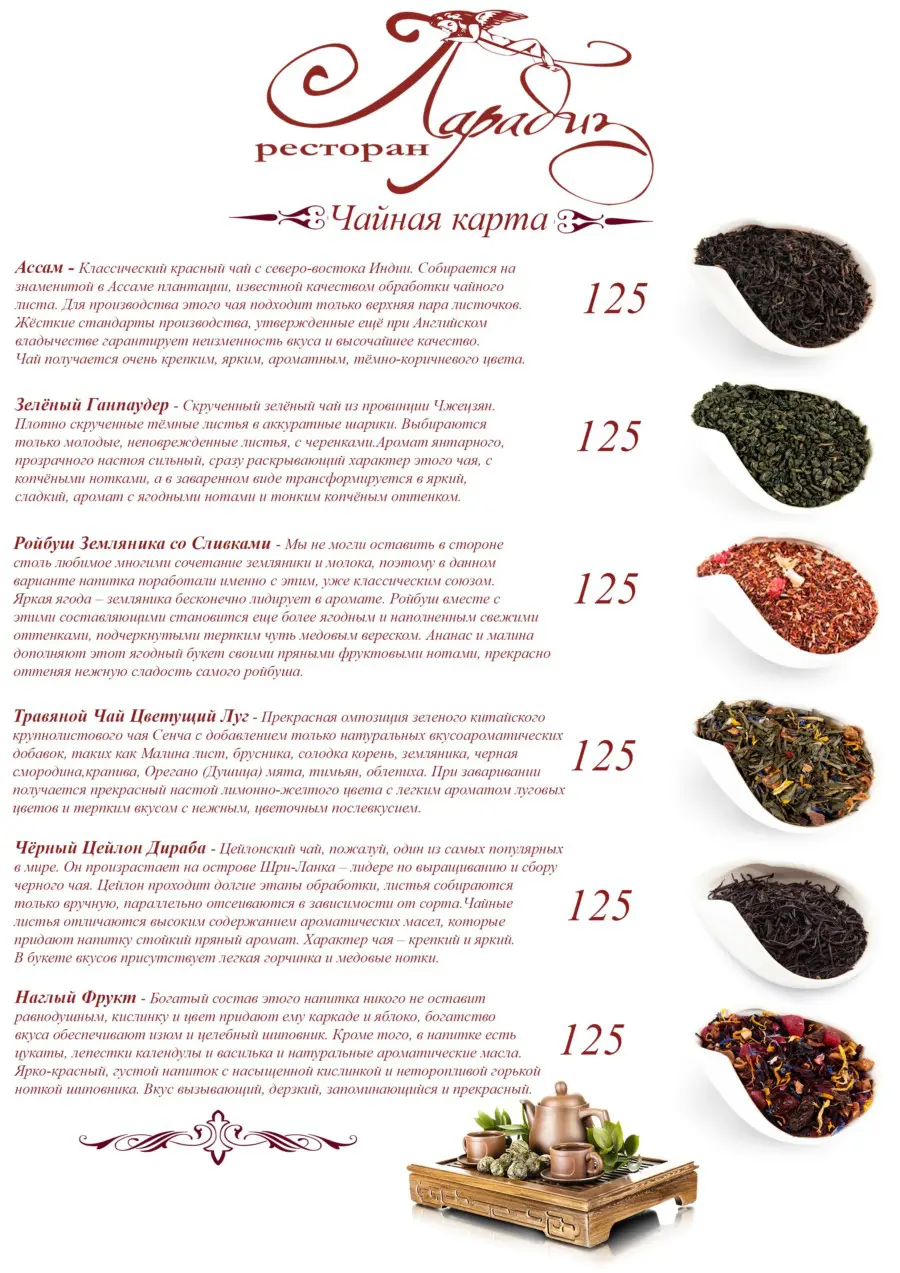 Парадиз
ресторан
Чайная карта
Ассам - Классический красный чай с северо-востока Индии. Собирается на
знаменитой в Ассаме плантации, известной качеством обработки чайного
листа. Для производства этого чая подходит только верхняя пара листочков.
Жёсткие стандарты производства, утвержденные ещё при Английском
владычестве гарантирует неизменность вкуса и высочайшее качество.
Чай получается очень крепким, ярким, ароматным, тёмно-коричневого цвета.
125
Зелёный Ганпаудер - Скрученный зелёный чай из провинции Чжецзян.
Плотно скрученные тёмные листья в аккуратные шарики. Выбираются
только молодые, неповрежденные листья, с черенками.Аромат янтарного,
прозрачного настоя сильный, сразу раскрывающий характер этого чая, с
копчёными нотками, а в заваренном виде трансформируется в яркий,
сладкий, аромат с ягодными нотами и тонким копчёным оттенком.
125
Ройбуш Земляника со Сливками - Мы не могли оставить в стороне
столь любимое многими сочетание земляники и молока, поэтому в данном
варианте напитка поработали именно с этим, уже классическим союзом.
Яркая ягода – земляника бесконечно лидирует в аромате. Ройбуш вместе с
этими составляющими становится еще более ягодным и наполненным свежими
оттенками, подчеркнутыми терпким чуть медовым вереском. Ананас и малина
дополняют этот ягодный букет своими пряными фруктовыми нотами, прекрасно
оттеняя нежную сладость самого ройбуша.
125
Травяной Чай Цветущий Луг - Прекрасная омпозиция зеленого китайского
крупнолистового чая Сенча с добавлением только натуральных вкусоароматических
добавок, таких как Малина лист, брусника, солодка корень, земляника, черная
смородина,крапива, Орегано (Душица) мята, тимьян, облепиха. При заваривании
получается прекрасный настой лимонно-желтого цвета с легким ароматом луговых
цветов и терпким вкусом с нежным, цветочным послевкусием.
125
Чёрный Цейлон Дираба - Цейлонский чай, пожалуй, один из самых популярных
в мире. Он произрастает на острове Шри-Ланка – лидере по выращиванию и сбору
черного чая. Цейлон проходит долгие этапы обработки, листья собираются
только вручную, параллельно отсеиваются в зависимости от сорта.Чайные
листья отличаются высоким содержанием ароматических масел, которые
придают напитку стойкий пряный аромат. Характер чая – крепкий и яркий.
В букете вкусов присутствует легкая горчинка и медовые нотки.
125
Наглый Фрукт - Богатый состав этого напитка никого не оставит
равнодушным, кислинку и цвет придают ему каркаде и яблоко, богатство
вкуса обеспечивают изюм и целебный шиповник. Кроме того, в напитке есть
цукаты, лепестки календулы и василька и натуральные ароматические масла.
Ярко-красный, густой напиток с насыщенной кислинкой и неторопливой горькой
ноткой шиповника. Вкус вызывающий, дерзкий, запоминающийся и прекрасный.
125